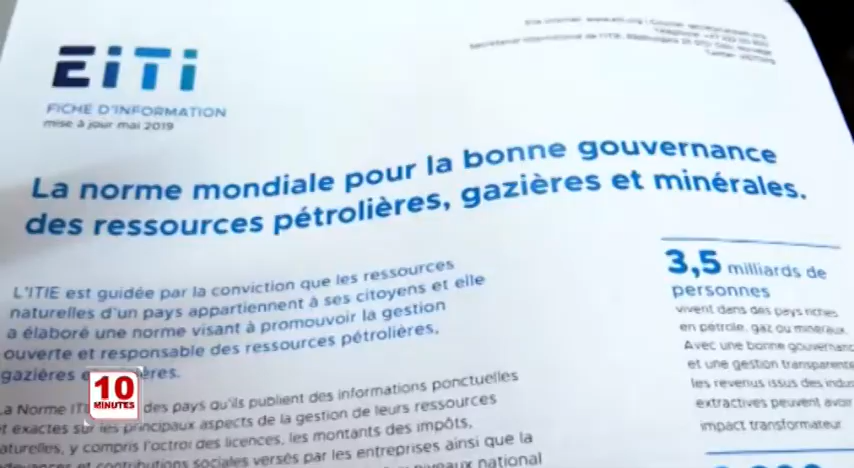 EiTi
FICHE D'INFORMATION
mise à jour mai 2019
La norme mondiale pour la bonne gouvernance
des ressources pétrolières, gazières et minérales.
L'ITIE est guidée par la conviction que les ressources
naturelles d'un pays appartiennent à ses citoyens et elle
a élaboré une norme visant à promouvoir la gestion
ouverte et responsable des ressources pétrolières,
gazières
3,5 milliards de
personnes
vivent dans des pays riches
en pétrole, gaz ou minéraux.
Avec une bonne gouvernanc
et une gestion transparente
les revenus issus des indus
extractives peuvent avoir
impact transformateur
10
MINUTES
La Norme des pays qu'ils publient des informations ponctuelles
et exactes sur les principaux aspects de la gestion de leurs ressources
naturelles, y compris l'octroi des licences, les montants des impôts,
et contributions sociales versés par les entreprises ainsi que la
national